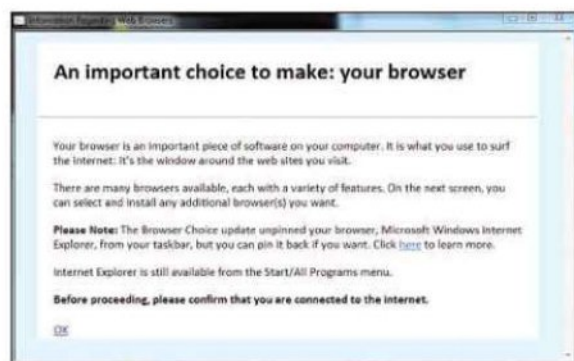 Information Regarding Web Browsers
An important choice to make: your browser
Your browser is an important piece of software on your computer. It is what you use to surf
the internet: it's the window around the web sites you visit.
There are many browsers available, each with a variety of features. On the next screen, you
can select and install any additional browser(s) you want.
Please Note: The Browser Choice update unpinned your browser, Microsoft Windows Internet
Explorer, from your taskbar, but you can pin it back if you want. Click here to learn more.
Internet Explorer is still available from the Start/All Programs menu.
Before proceeding, please confirm that you are connected to the internet.
OK